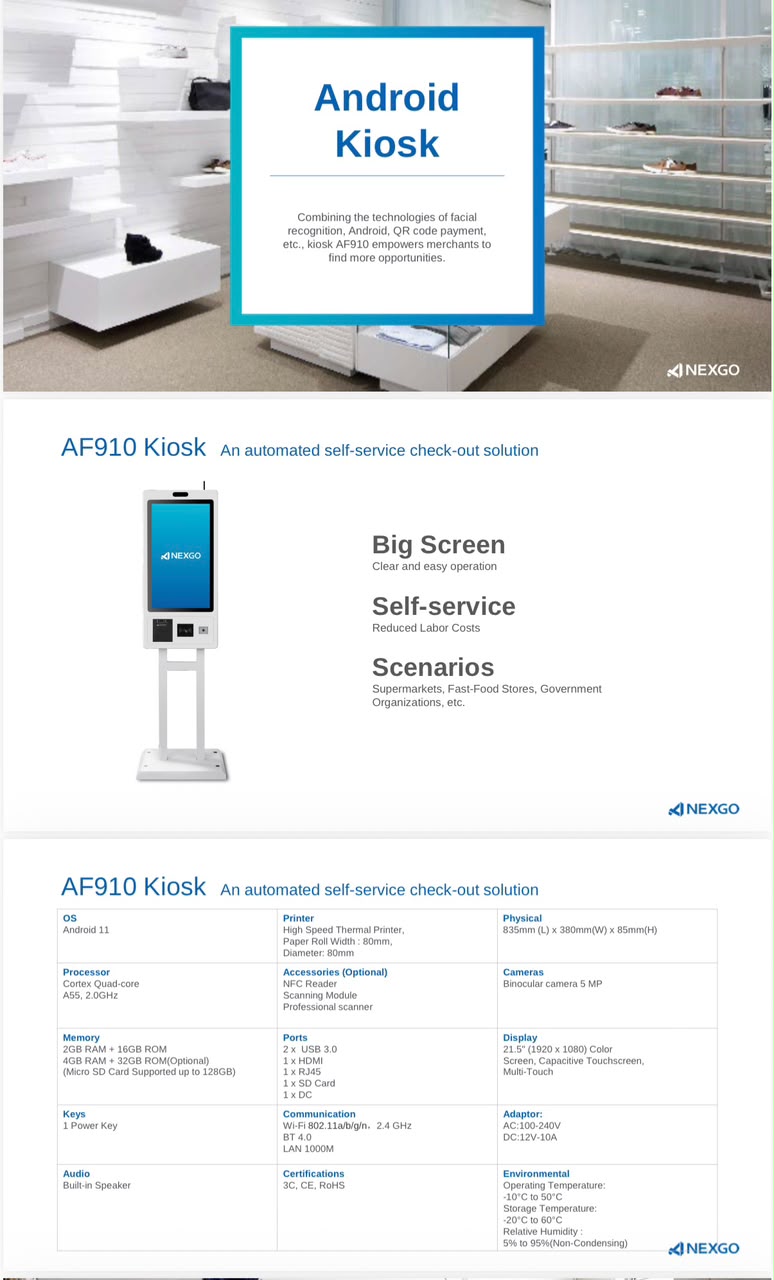 Android
Kiosk
Combining the technologies of facial
recognition, Android, QR code payment,
etc., kiosk AF910 empowers merchants to
find more opportunities.
NEXGO
AF910 Kiosk An automated self-service check-out solution
NEXGO
Big Screen
Clear and easy operation
Self-service
Reduced Labor Costs
Scenarios
Supermarkets, Fast-Food Stores, Government
Organizations, etc.
NEXGO
AF910 Kiosk An automated self-service check-out solution
OS
Android 11
Printer
High Speed Thermal Printer,
Paper Roll Width : 80mm,
Diameter: 80mm
Physical
835mm (L) x 380mm(W) x 85mm(H)
Processor
Cortex Quad-core
A55, 2.0GHz
Accessories (Optional)
NFC Reader
Scanning Module
Professional scanner
Cameras
Binocular camera 5 MP
Memory
2GB RAM + 16GB ROM
4GB RAM + 32GB ROM(Optional)
(Micro SD Card Supported up to 128GB)
Ports
2 x USB 3.0
1 x HDMI
1 x RJ45
1 x SD Card
1 x DC
Display
21.5" (1920 x 1080) Color
Screen, Capacitive Touchscreen,
Multi-Touch
Keys
1 Power Key
Communication
Wi-Fi 802.11a/b/g/n，2.4 GHz
BT 4.0
LAN 1000M
Adaptor:
AC:100-240V
DC:12V-10A
Audio
Built-in Speaker
Certifications
3C, CE, RoHS
Environmental
Operating Temperature:
-10°C to 50°C
Storage Temperature:
-20°C to 60°C
Relative Humidity :
5% to 95%(Non-Condensing)
NEXGO